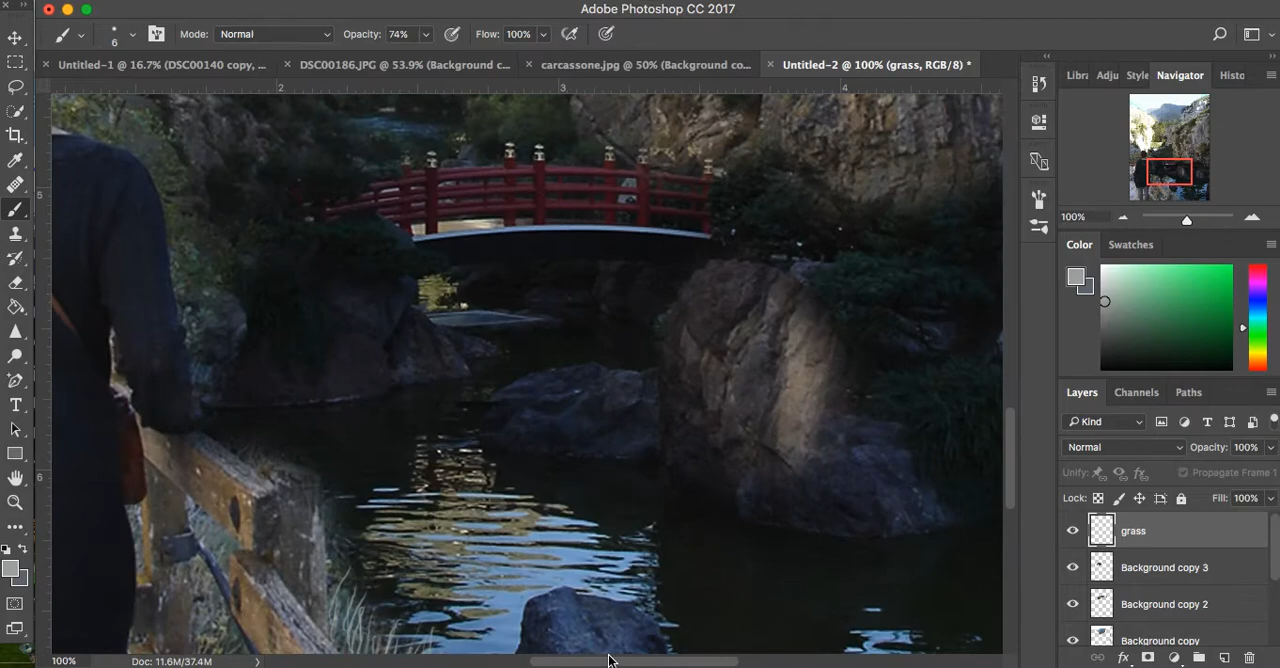 Adobe Photoshop CC 2017
6 Mode: Normal Opacity: 74% Flow: 100%
Untitled-1 @ 16.7% (DSC00140 copy, ... DSC00186.JPG @ 53.9% (Background c... carcassone.jpg @ 50% (Background co... Untitled-2 @ 100% (grass, RGB/8) *
2 3 4
5
6
Libra Adju Style Navigator Histo
100%
Color Swatches
Layers Channels Paths
Kind
Normal Opacity: 100%
Unify: Propagate Frame 1
Lock: Fill: 100%
grass
Background copy 3
Background copy 2
Background copy
100% Doc: 11.6M/37.4M